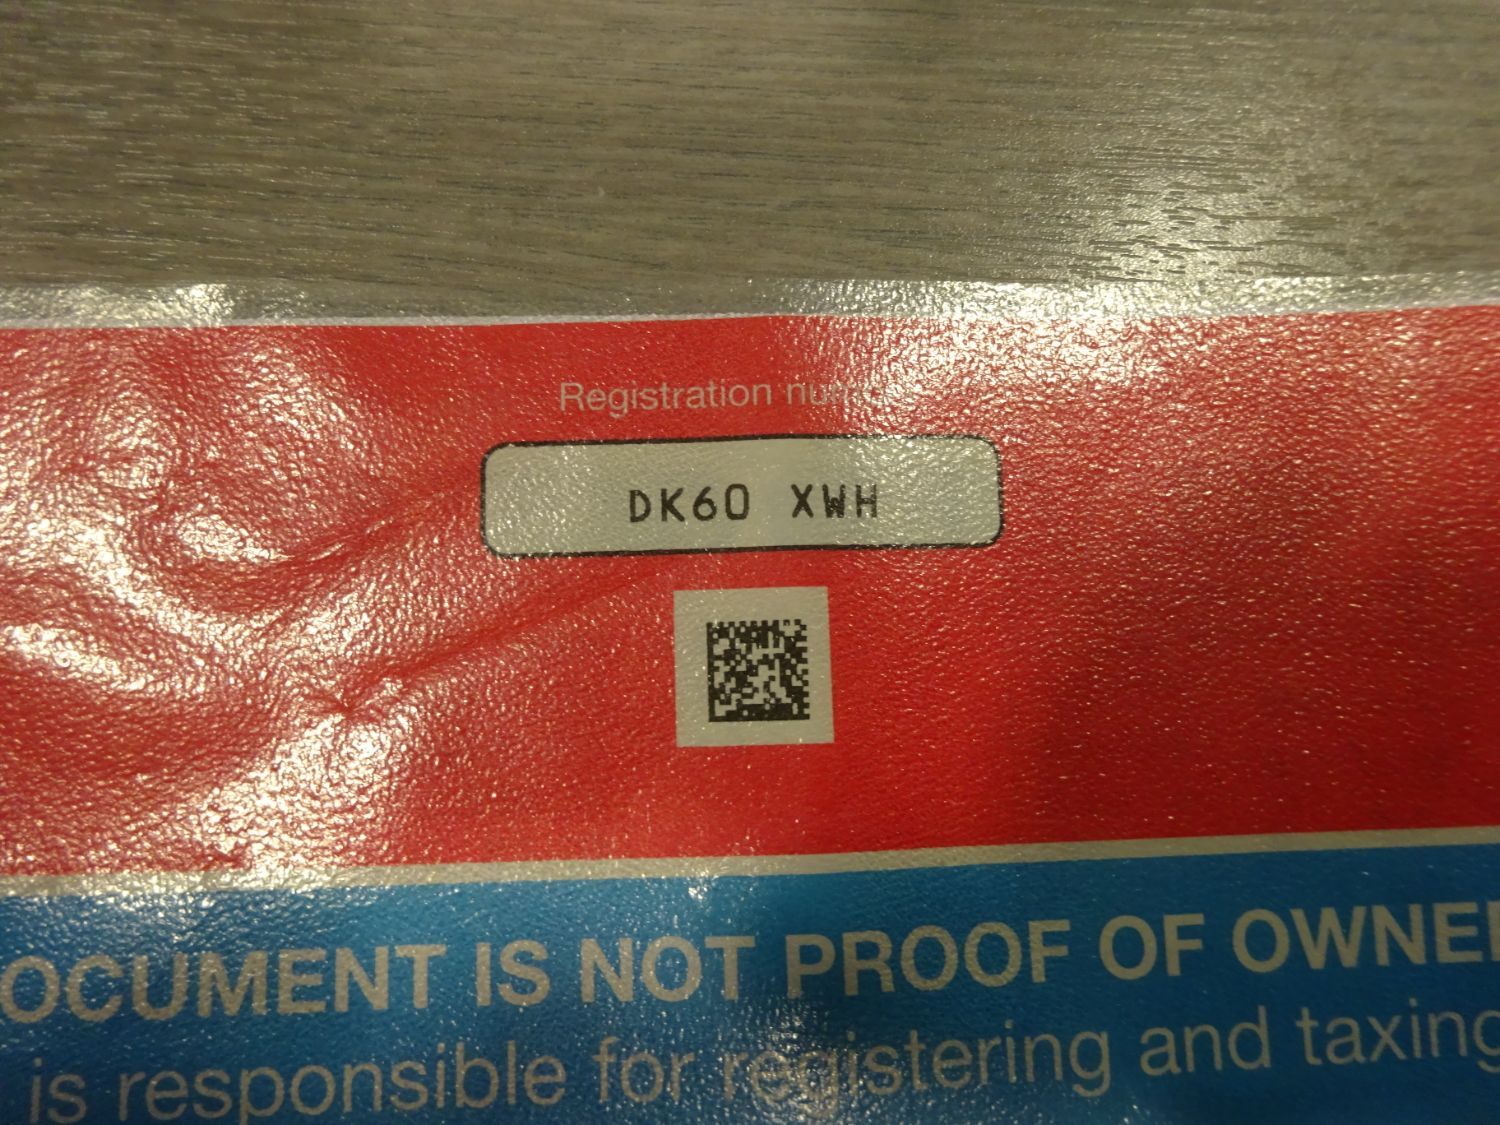 Registration
DK60 XWH
OCUMENT IS NOT PROOF OF OWNE
is responsible for registering and taxing